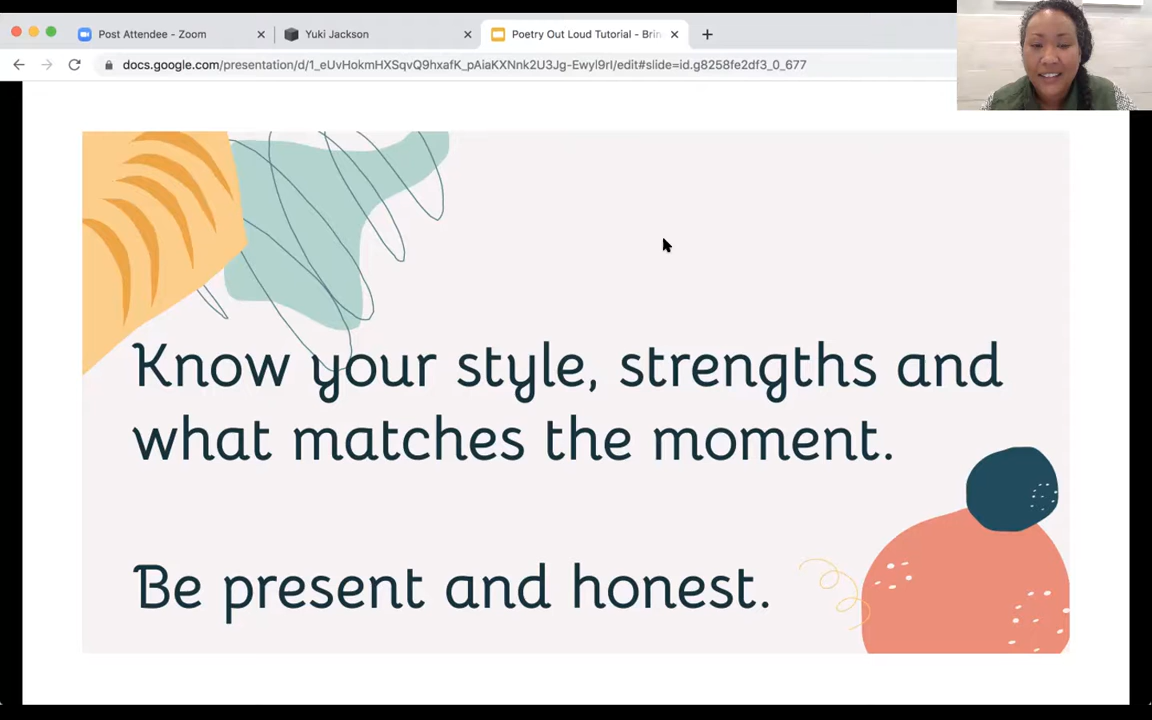 Post Attendee - Zoom
Yuki Jackson
Poetry Out Loud Tutorial - Brin
docs.google.com/presentation/d/1_eUvHokmHXSqvQ9hxafK_pAiaKXNnk2U3Jg-Ewyl9rI/edit#slide=id.g8258fe2df3_0_677
Know your style, strengths and
what matches the moment.
Be present and honest.